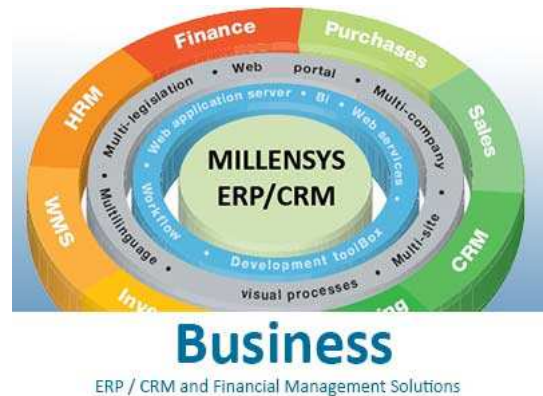 Finance
Purchases
HRM
Sales
WMS
CRM
Multi-legislation • Web portal • Multi-company
Multilanguage • visual processes • Multi-site
Web application server • Bi • Web services
Workflow • Development toolBox
MILLENSYS
ERP/CRM
Business
ERP / CRM and Financial Management Solutions